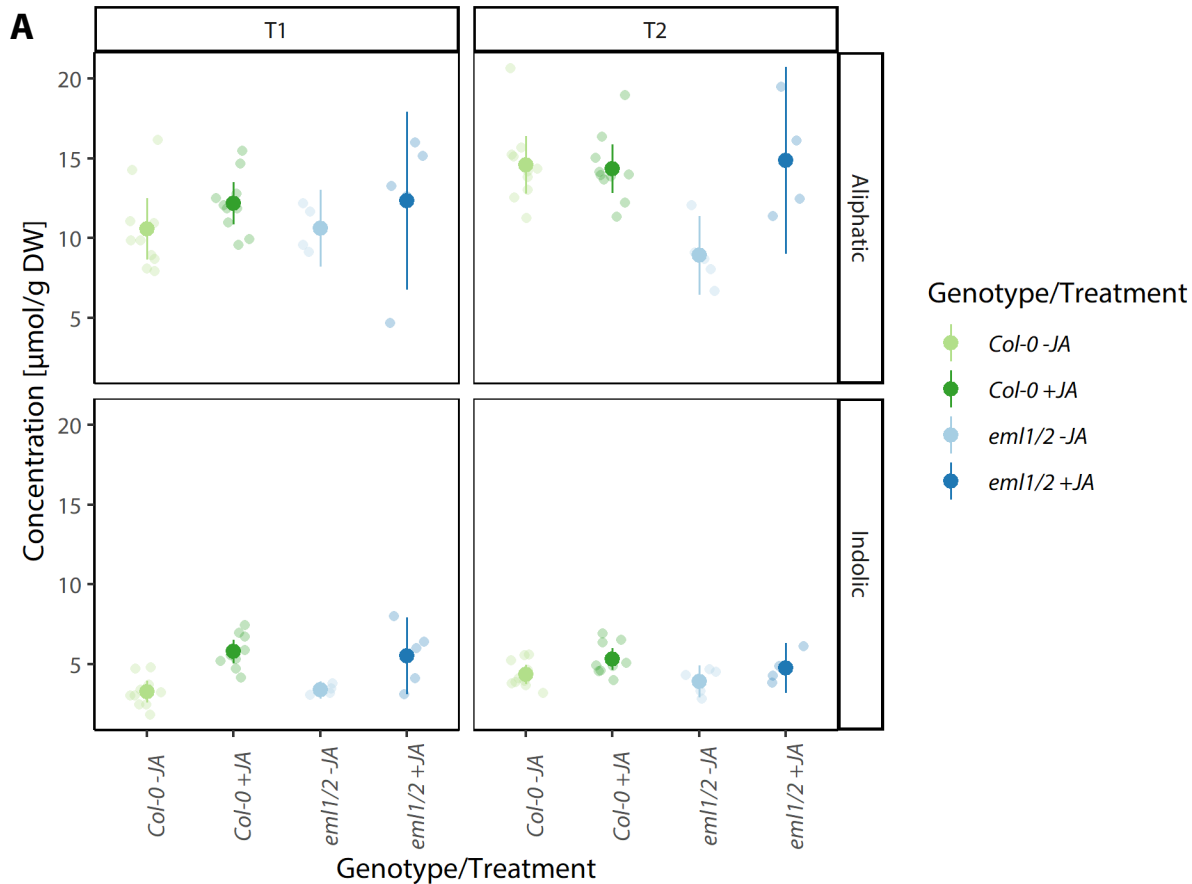 A
T1
T2
Concentration [µmol/g DW]
20
15
10
5
Aliphatic
20
15
10
5
Indolic
Col-0 -JA
Col-0 +JA
eml1/2 -JA
eml1/2 +JA
Col-0 -JA
Col-0 +JA
eml1/2 -JA
eml1/2 +JA
Genotype/Treatment
Genotype/Treatment
Col-0 -JA
Col-0 +JA
eml1/2 -JA
eml1/2 +JA